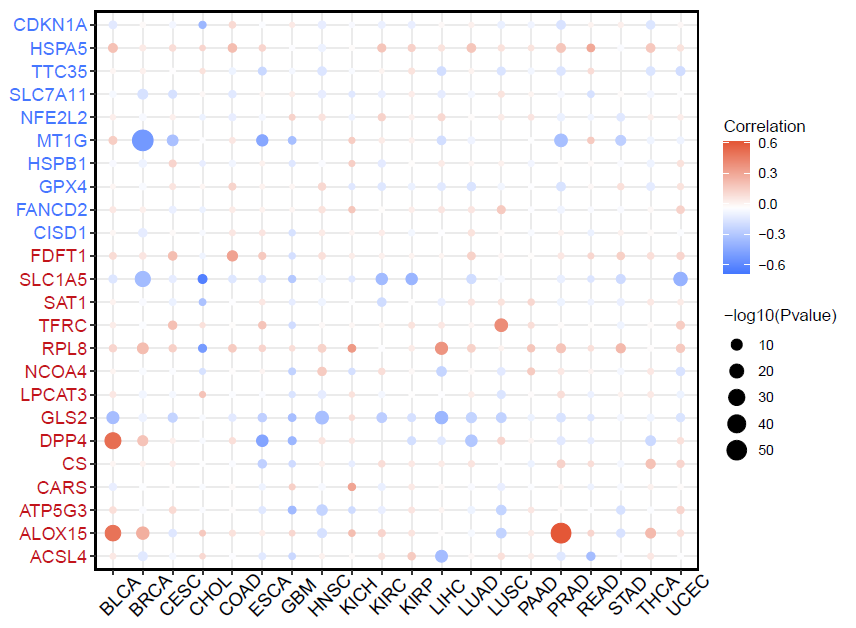 CDKN1A
HSPA5
TTC35
SLC7A11
NFE2L2
MT1G
HSPB1
GPX4
FANCD2
CISD1
FDFT1
SLC1A5
SAT1
TFRC
RPL8
NCOA4
LPCAT3
GLS2
DPP4
CS
CARS
ATP5G3
ALOX15
ACSL4
BLCA
BRCA
CESC
CHOL
COAD
ESCA
GBM
HNSC
KICH
KIRC
KIRP
LIHC
LUAD
LUSC
PAAD
PRAD
READ
STAD
THCA
UCEC
Correlation
0.6
0.3
0.0
−0.3
−0.6
−log10(Pvalue)
10
20
30
40
50